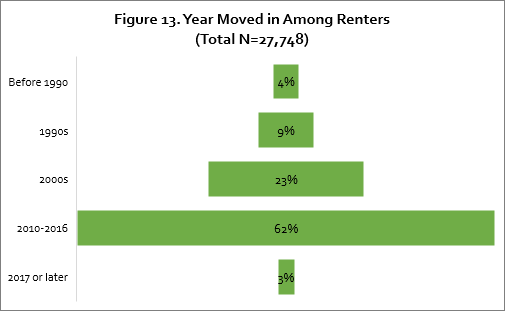 Figure 13. Year Moved in Among Renters
(Total N=27,748)
Before 1990 4%
1990s 9%
2000s 23%
2010-2016 62%
2017 or later 3%